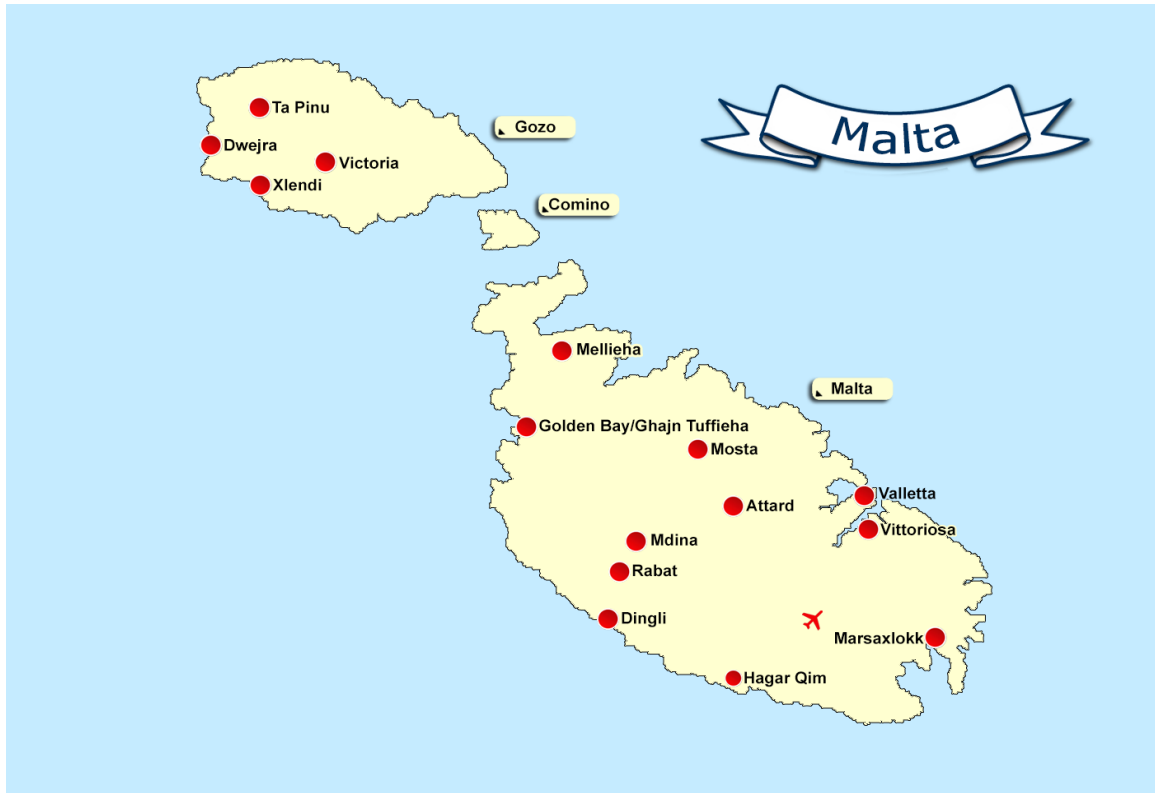 Malta
Ta Pinu
Gozo
Dwejra
Victoria
Xlendi
Comino
Mellieha
Malta
Golden Bay/Ghajn Tuffieha
Mosta
Valletta
Attard
Vittoriosa
Mdina
Rabat
Dingli
Marsaxlokk
Hagar Qim